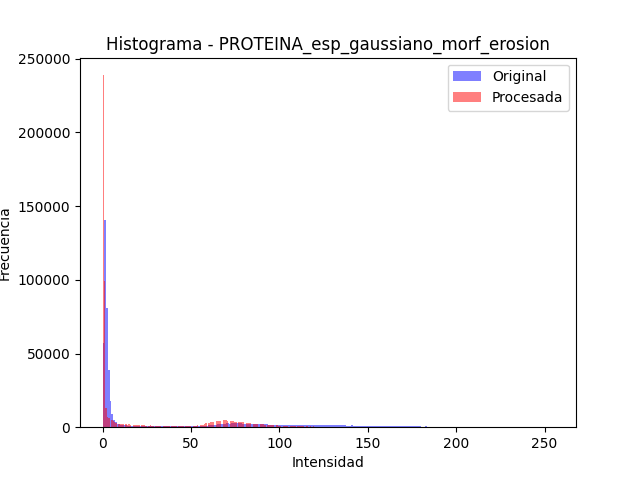 Histograma - PROTEINA_esp_gaussiano_morf_erosion
Original
Procesada
250000
200000
150000
100000
50000
0
Frecuencia
0 50 100 150 200 250
Intensidad